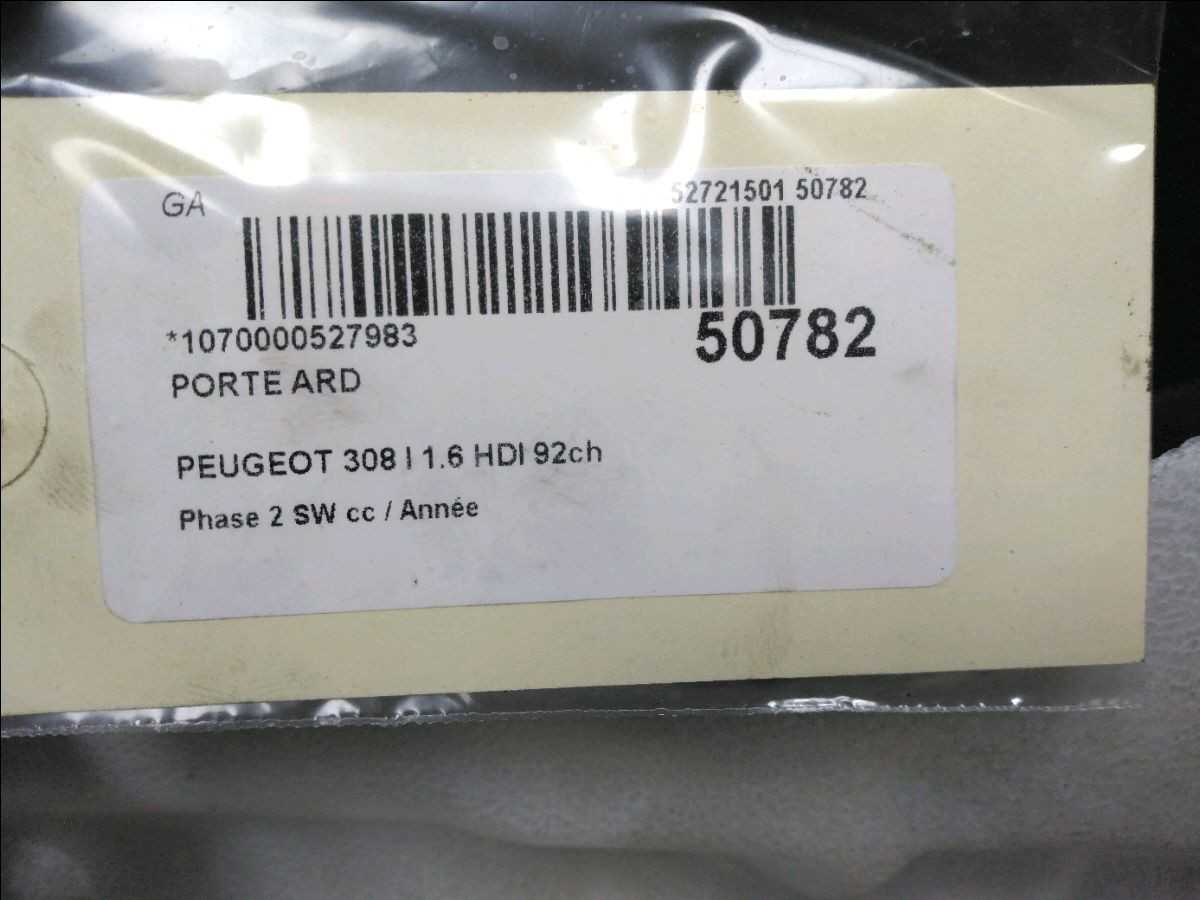 GA
52721501 50782
*1070000527983
50782
PORTE ARD
PEUGEOT 308 I 1.6 HDI 92ch
Phase 2 SW cc / Année